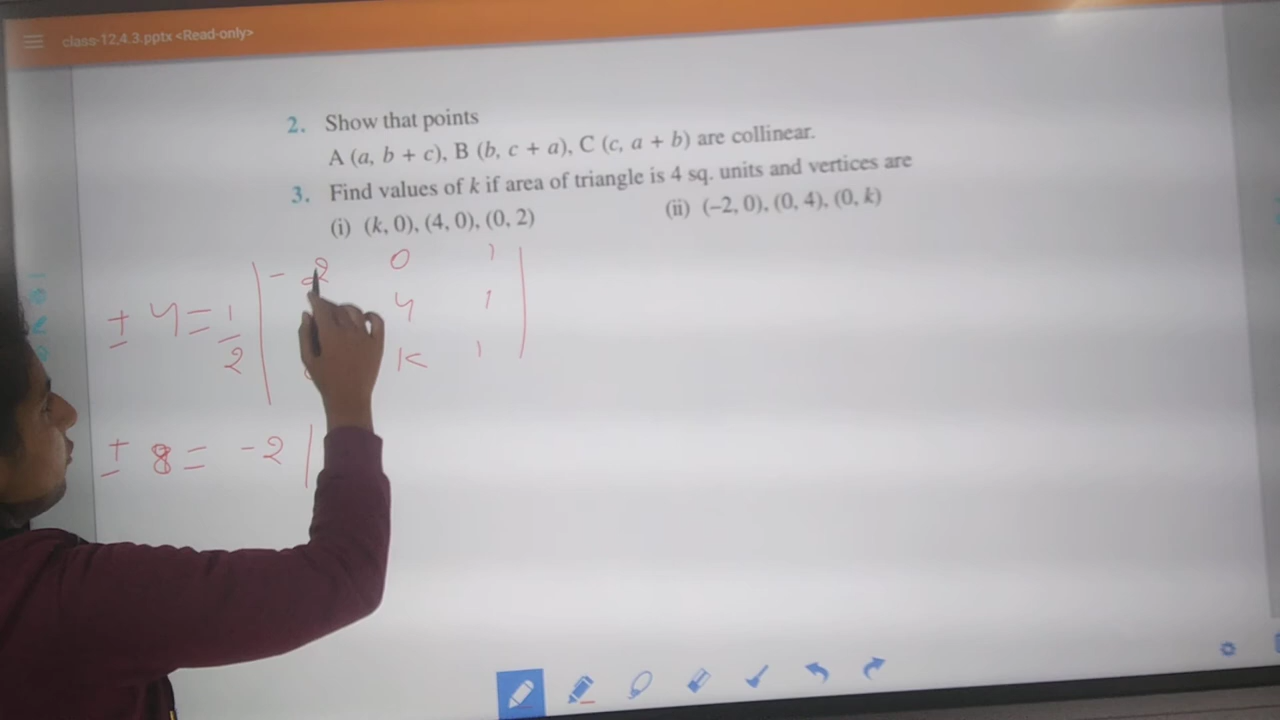 class-12,4.3.pptx <Read-only>
2. Show that points
A (a, b + c), B (b, c + a), C (c, a + b) are collinear.
3. Find values of k if area of triangle is 4 sq. units and vertices are
(i) (k, 0), (4, 0), (0, 2) (ii) (–2, 0), (0, 4), (0, k)
-2 0 1
± 4 = 1/2 | 4 1 |
K 1
± 8 = -2 |